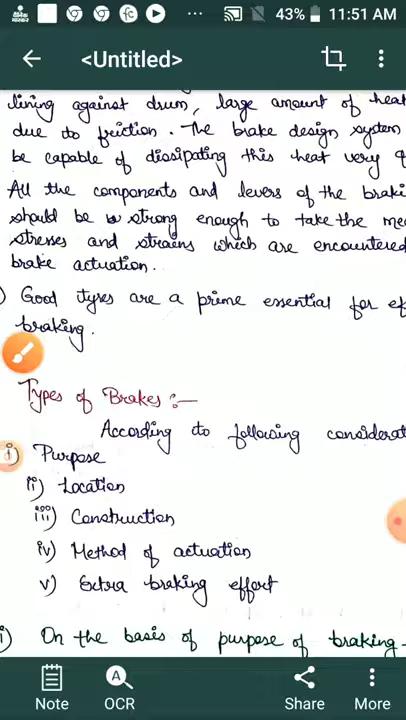 43% 11:51 AM
<Untitled>
lining against drum, large amount of heat
due to friction. The brake design system
be capable of dissipating this heat very
All the components and levers of the braki
should be strong enough to take the me
stresses and strains which are encountered
brake actuation.
) Good tyres are a prime essential for ef
braking.
Types of Brakes :—
According to following considerat
i) Purpose
ii) Location
iii) Construction
iv) Method of actuation
v) Extra braking effort
i) On the basis of purpose of braking-
Note OCR Share More